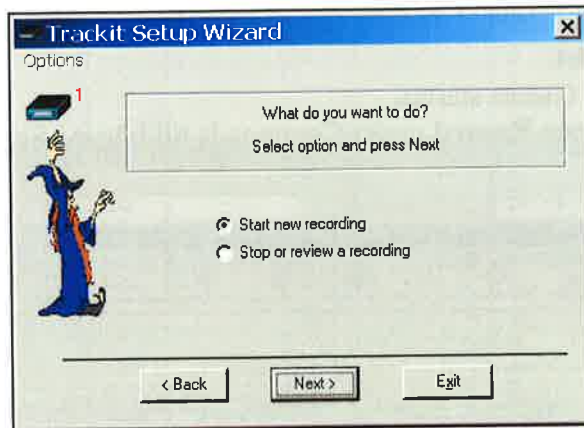 Trackit Setup Wizard
Options
1
What do you want to do?
Select option and press Next
Start new recording
Stop or review a recording
< Back
Next >
Exit